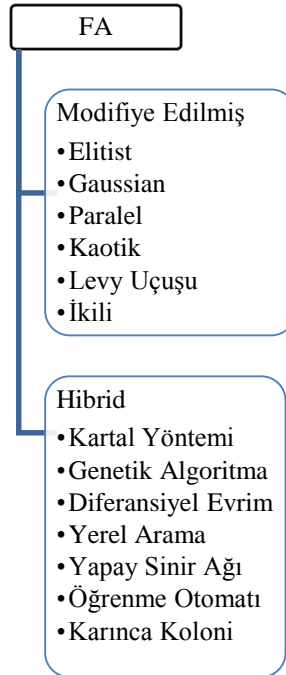 FA
Modifiye Edilmiş
•Elitist
•Gaussian
•Paralel
•Kaotik
•Levy Uçuşu
•İkili
Hibrid
•Kartal Yöntemi
•Genetik Algoritma
•Diferansiyel Evrim
•Yerel Arama
•Yapay Sinir Ağı
•Öğrenme Otomatı
•Karınca Koloni